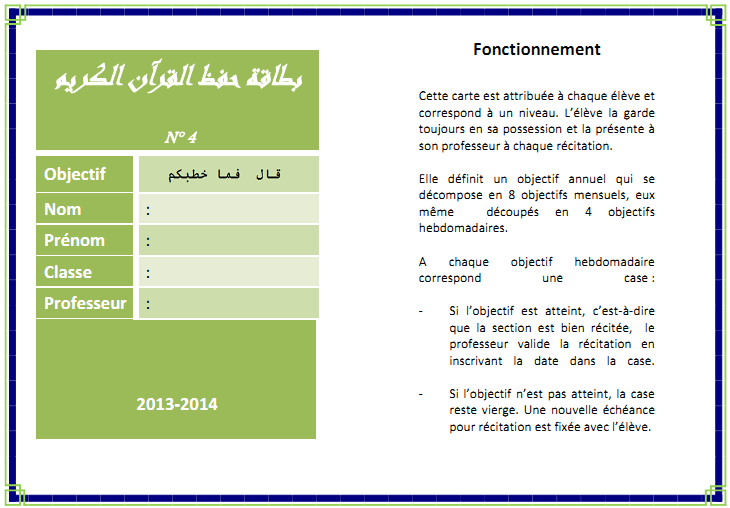 بطاقة حفظ القرآن الكريم
N° 4
Objectif قال فما خطبكم
Nom :
Prénom :
Classe :
Professeur :
2013-2014
Fonctionnement
Cette carte est attribuée à chaque élève et
correspond à un niveau. L’élève la garde
toujours en sa possession et la présente à
son professeur à chaque récitation.
Elle définit un objectif annuel qui se
décompose en 8 objectifs mensuels, eux
même découpés en 4 objectifs
hebdomadaires.
A chaque objectif hebdomadaire
correspond une case :
- Si l’objectif est atteint, c’est-à-dire
que la section est bien récitée, le
professeur valide la récitation en
inscrivant la date dans la case.
- Si l’objectif n’est pas atteint, la case
reste vierge. Une nouvelle échéance
pour récitation est fixée avec l’élève.